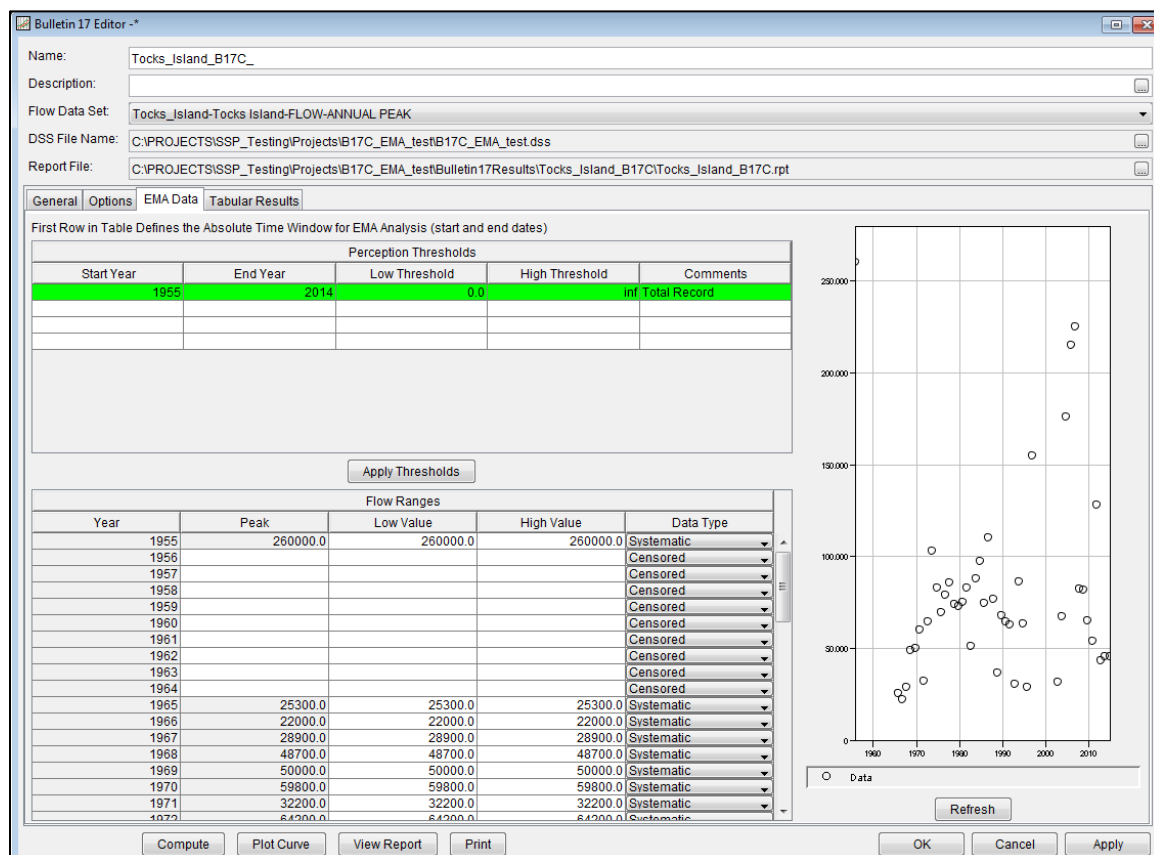 Bulletin 17 Editor -*
Name: Tocks_Island_B17C_
Description:
Flow Data Set: Tocks_Island-Tocks Island-FLOW-ANNUAL PEAK
DSS File Name: C:\PROJECTS\SSP_Testing\Projects\B17C_EMA_test\B17C_EMA_test.dss
Report File: C:\PROJECTS\SSP_Testing\Projects\B17C_EMA_test\Bulletin17Results\Tocks_Island_B17C\Tocks_Island_B17C.rpt
General Options EMA Data Tabular Results
First Row in Table Defines the Absolute Time Window for EMA Analysis (start and end dates)
Perception Thresholds
Start Year End Year Low Threshold High Threshold Comments
1955 2014 0.0 inf Total Record
Apply Thresholds
Flow Ranges
Year Peak Low Value High Value Data Type
1955 260000.0 260000.0 260000.0 Systematic
1956 Censored
1957 Censored
1958 Censored
1959 Censored
1960 Censored
1961 Censored
1962 Censored
1963 Censored
1964 Censored
1965 25300.0 25300.0 25300.0 Systematic
1966 22000.0 22000.0 22000.0 Systematic
1967 28900.0 28900.0 28900.0 Systematic
1968 48700.0 48700.0 48700.0 Systematic
1969 50000.0 50000.0 50000.0 Systematic
1970 59800.0 59800.0 59800.0 Systematic
1971 32200.0 32200.0 32200.0 Systematic
1972 64200.0 64200.0 64200.0 Systematic
250.000
200.000
150.000
100.000
50.000
0
1960 1970 1980 1990 2000 2010
Data
Refresh
Compute Plot Curve View Report Print OK Cancel Apply